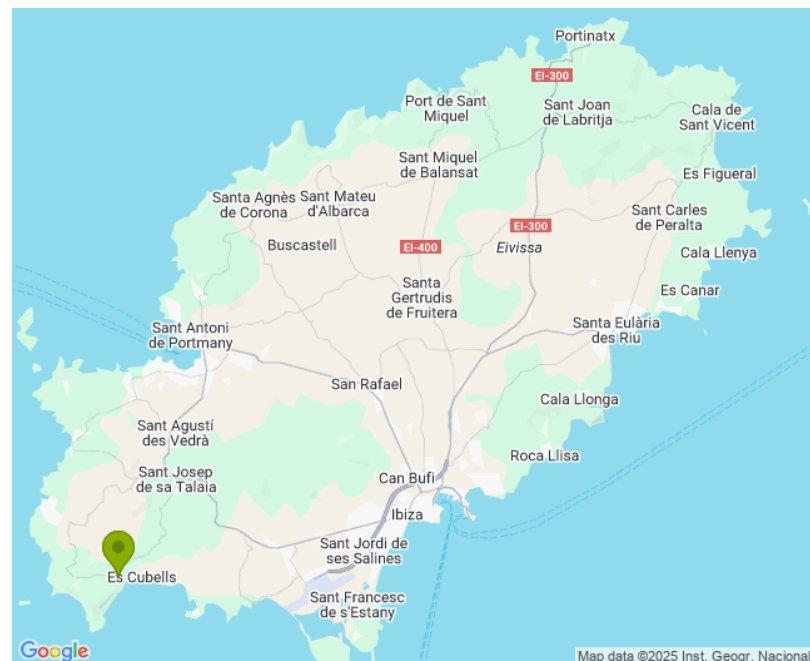 Portinatx
EI-300
Port de Sant
Miquel
Sant Joan
de Labritja
Cala de
Sant Vicent
Sant Miquel
de Balansat
Es Figueral
Santa Agnès
de Corona
Sant Mateu
d'Albarca
Sant Carles
de Peralta
EI-300
Buscastell
EI-400
Eivissa
Cala Llenya
Santa
Gertrudis
de Fruitera
Es Canar
Sant Antoni
de Portmany
Santa Eulària
des Riu
San Rafael
Cala Llonga
Sant Agustí
des Vedrà
Roca Llisa
Sant Josep
de sa Talaia
Can Bufi
Ibiza
Sant Jordi de
ses Salines
Es Cubells
Sant Francesc
de s'Estany
Google
Map data ©2025 Inst. Geogr. Nacional